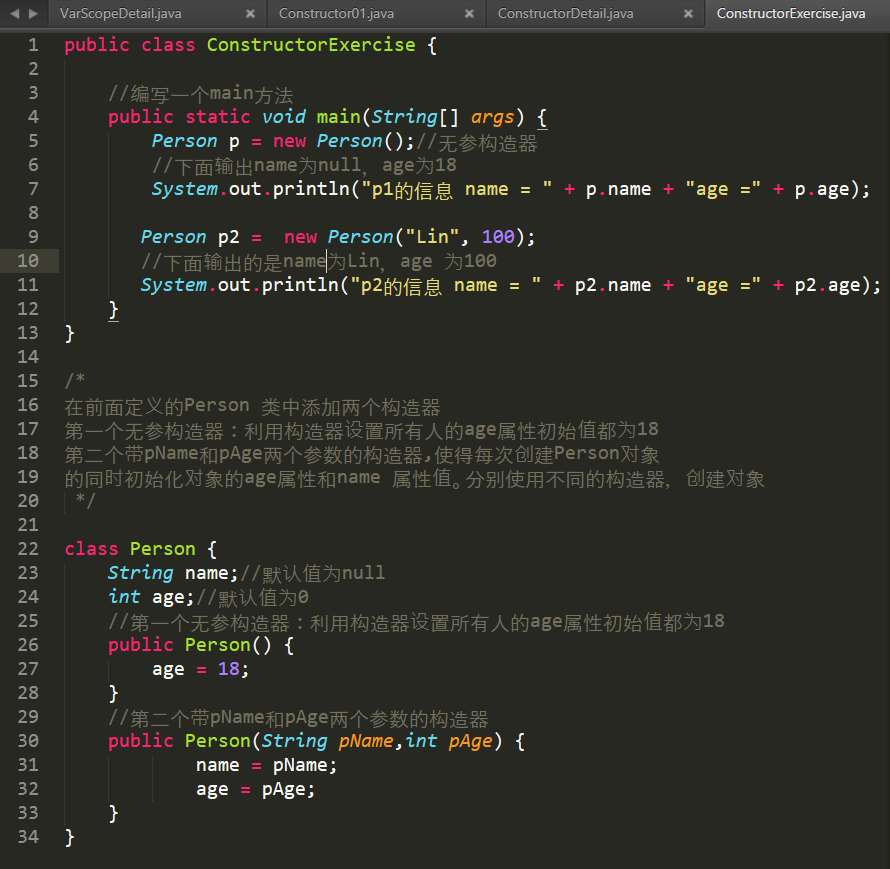 VarScopeDetail.java × Constructor01.java × ConstructorDetail.java × ConstructorExercise.java
1 public class ConstructorExercise {
2
3 //编写一个main方法
4 public static void main(String[] args) {
5 Person p = new Person();//无参构造器
6 //下面输出name为null, age为18
7 System.out.println("p1的信息 name = " + p.name + "age =" + p.age);
8
9 Person p2 =  new Person("Lin", 100);
10 //下面输出的是name为Lin, age 为100
11 System.out.println("p2的信息 name = " + p2.name + "age =" + p2.age);
12 }
13 }
14
15 /*
16 在前面定义的Person 类中添加两个构造器
17 第一个无参构造器：利用构造器设置所有人的age属性初始值都为18
18 第二个带pName和pAge两个参数的构造器,使得每次创建Person对象
19 的同时初始化对象的age属性和name 属性值。分别使用不同的构造器, 创建对象
20 */
21
22 class Person {
23 String name;//默认值为null
24 int age;//默认值为0
25 //第一个无参构造器：利用构造器设置所有人的age属性初始值都为18
26 public Person() {
27 age = 18;
28 }
29 //第二个带pName和pAge两个参数的构造器
30 public Person(String pName,int pAge) {
31 name = pName;
32 age = pAge;
33 }
34 }